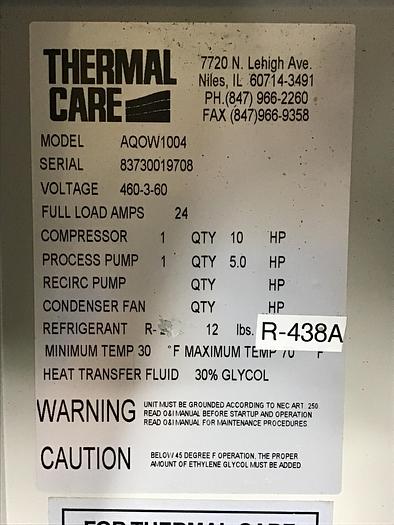 THERMAL CARE
7720 N. Lehigh Ave.
Niles, IL 60714-3491
PH.(847) 966-2260
FAX (847)966-9358
MODEL AQOW1004
SERIAL 83730019708
VOLTAGE 460-3-60
FULL LOAD AMPS 24
COMPRESSOR 1 QTY 10 HP
PROCESS PUMP 1 QTY 5.0 HP
RECIRC PUMP QTY HP
CONDENSER FAN QTY HP
REFRIGERANT R- 12 lbs. R-438A
MINIMUM TEMP 30 °F MAXIMUM TEMP 70 F
HEAT TRANSFER FLUID 30% GLYCOL
WARNING
UNIT MUST BE GROUNDED ACCORDING TO NEC ART. 250
READ O&I MANUAL BEFORE STARTUP AND OPERATION
READ O&I MANUAL FOR MAINTENANCE PROCEDURES
CAUTION
BELOW 45 DEGREE F OPERATION, THE PROPER
AMOUNT OF ETHYLENE GLYCOL MUST BE ADDED
FOR THERMAL CARE